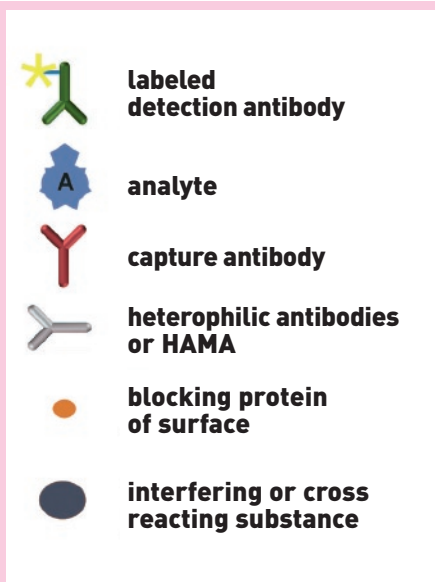 labeled
detection antibody
A
analyte
capture antibody
heterophilic antibodies
or HAMA
blocking protein
of surface
interfering or cross
reacting substance